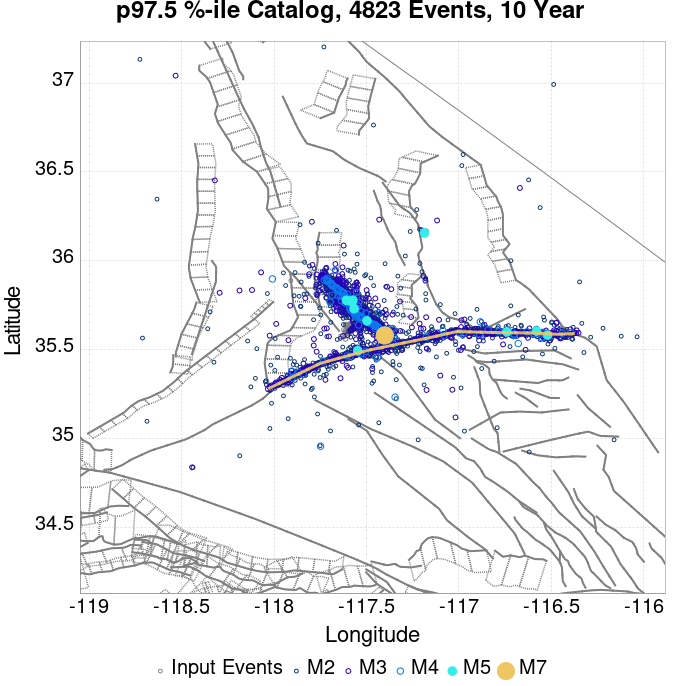 p97.5 %-ile Catalog, 4823 Events, 10 Year
37
36.5
36
35.5
35
34.5
Latitude
-119 -118.5 -118 -117.5 -117 -116.5 -116
Longitude
Input Events M2 M3 M4 M5 M7